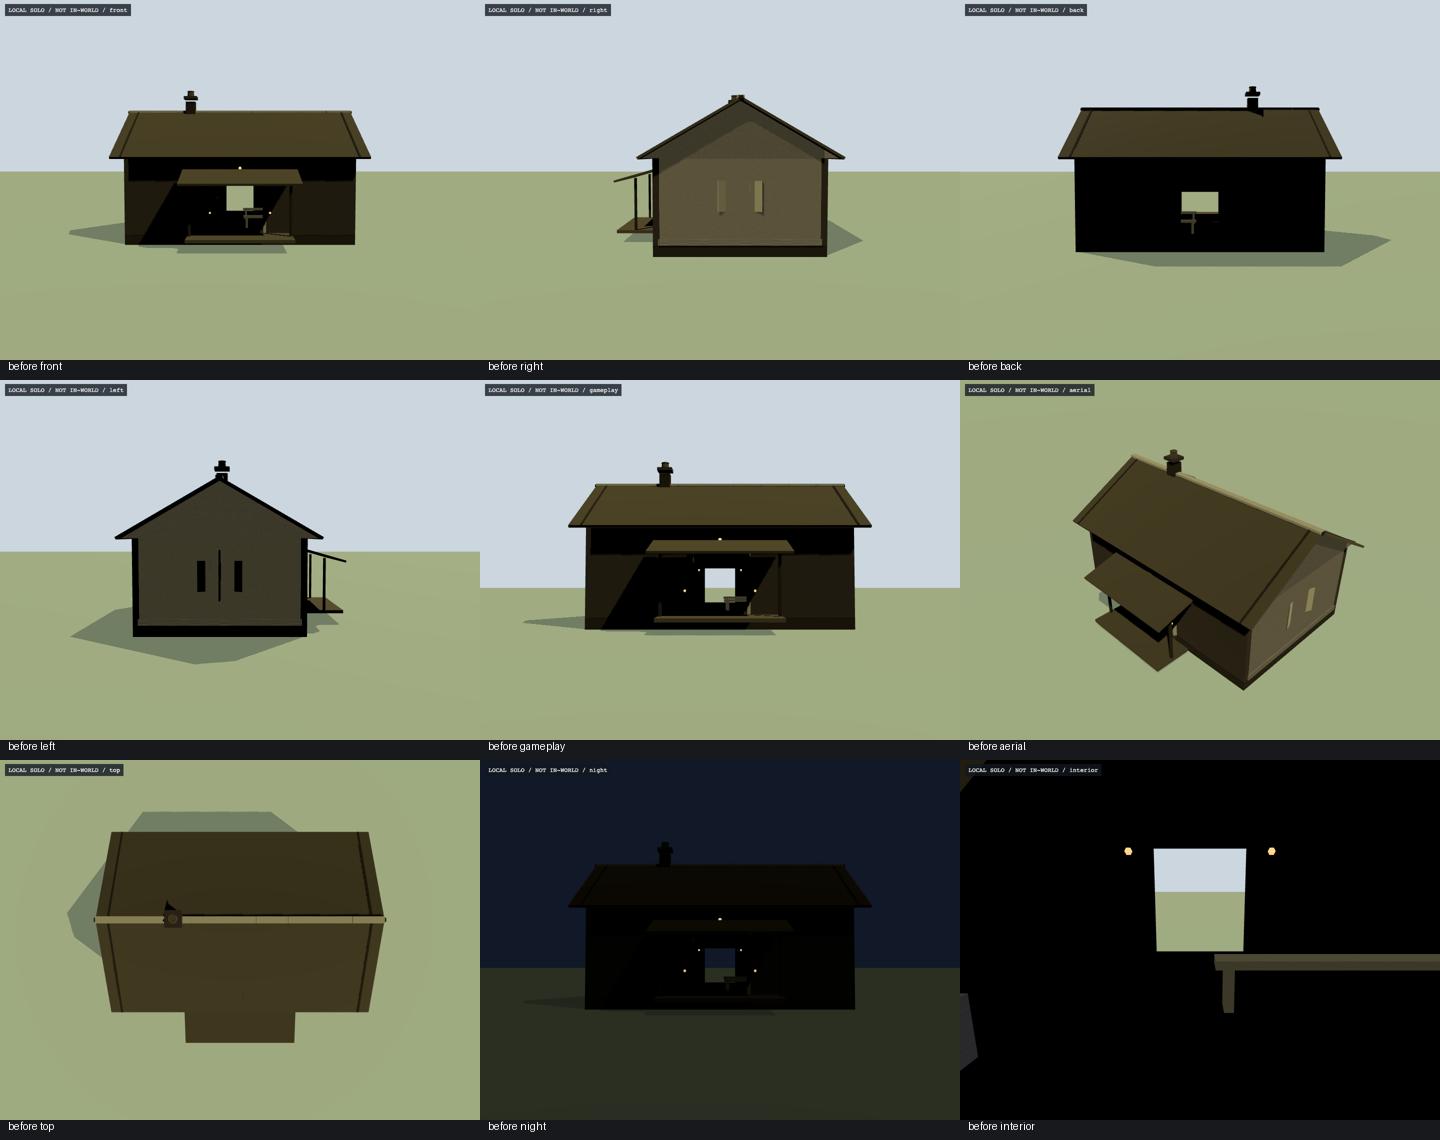 LOCAL SOLO / NOT IN-WORLD / front
LOCAL SOLO / NOT IN-WORLD / right
LOCAL SOLO / NOT IN-WORLD / back
before front
before right
before back
LOCAL SOLO / NOT IN-WORLD / left
LOCAL SOLO / NOT IN-WORLD / gameplay
LOCAL SOLO / NOT IN-WORLD / aerial
before left
before gameplay
before aerial
LOCAL SOLO / NOT IN-WORLD / top
LOCAL SOLO / NOT IN-WORLD / night
LOCAL SOLO / NOT IN-WORLD / interior
before top
before night
before interior